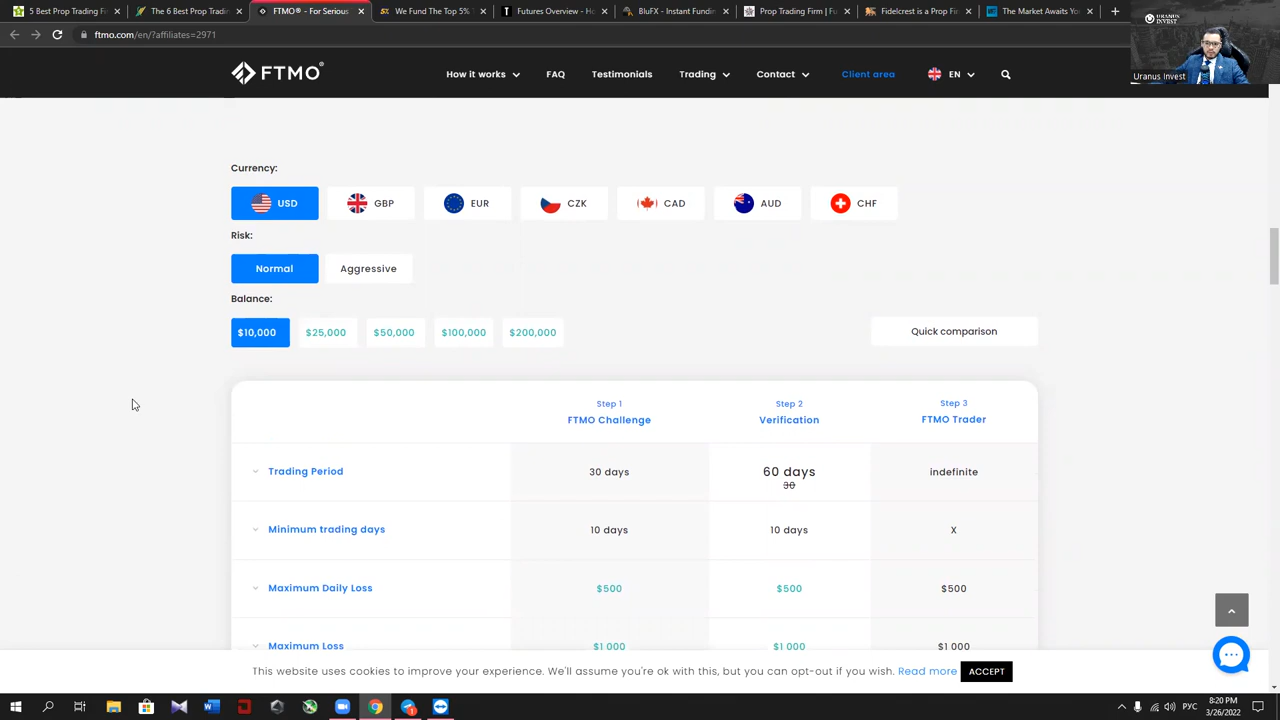 5 Best Prop Trading Fi
The 6 Best Prop Tradin
FTMO® - For Serious
We Fund The Top 5%
Futures Overview - Ho
BluFX - Instant Fundin
Prop Trading Firm | Fu
Fidelcrest is a Prop Fi
The Market Awaits Yo
URANUS INVEST
Uranus Invest
ftmo.com/en/?affiliates=2971
FTMO®
How it works
FAQ
Testimonials
Trading
Contact
Client area
EN
Currency:
USD
GBP
EUR
CZK
CAD
AUD
CHF
Risk:
Normal
Aggressive
Balance:
$10,000
$25,000
$50,000
$100,000
$200,000
Quick comparison
Step 1
FTMO Challenge
Step 2
Verification
Step 3
FTMO Trader
Trading Period
30 days
60 days
30
indefinite
Minimum trading days
10 days
10 days
X
Maximum Daily Loss
$500
$500
$500
Maximum Loss
$1 000
$1 000
$1 000
This website uses cookies to improve your experience. We'll assume you're ok with this, but you can opt-out if you wish. Read more ACCEPT
РУС
8:20 PM
3/26/2022